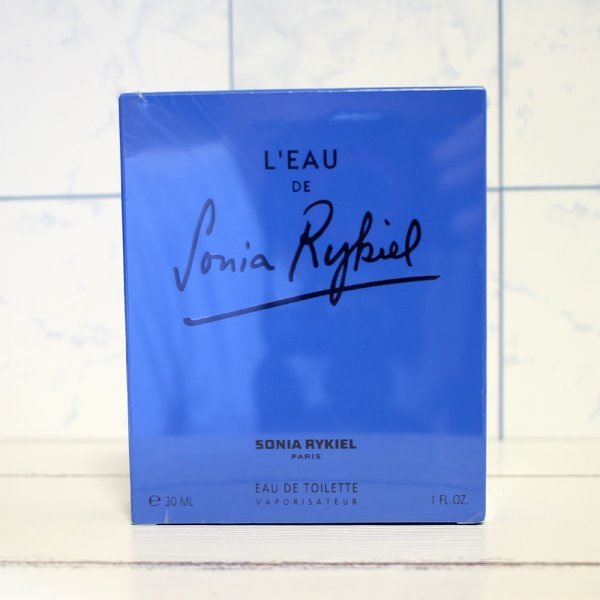 L'EAU
DE
Sonia Rykiel
SONIA RYKIEL
PARIS
EAU DE TOILETTE
℮ 30 ML VAPORISATEUR 1 FL.OZ.